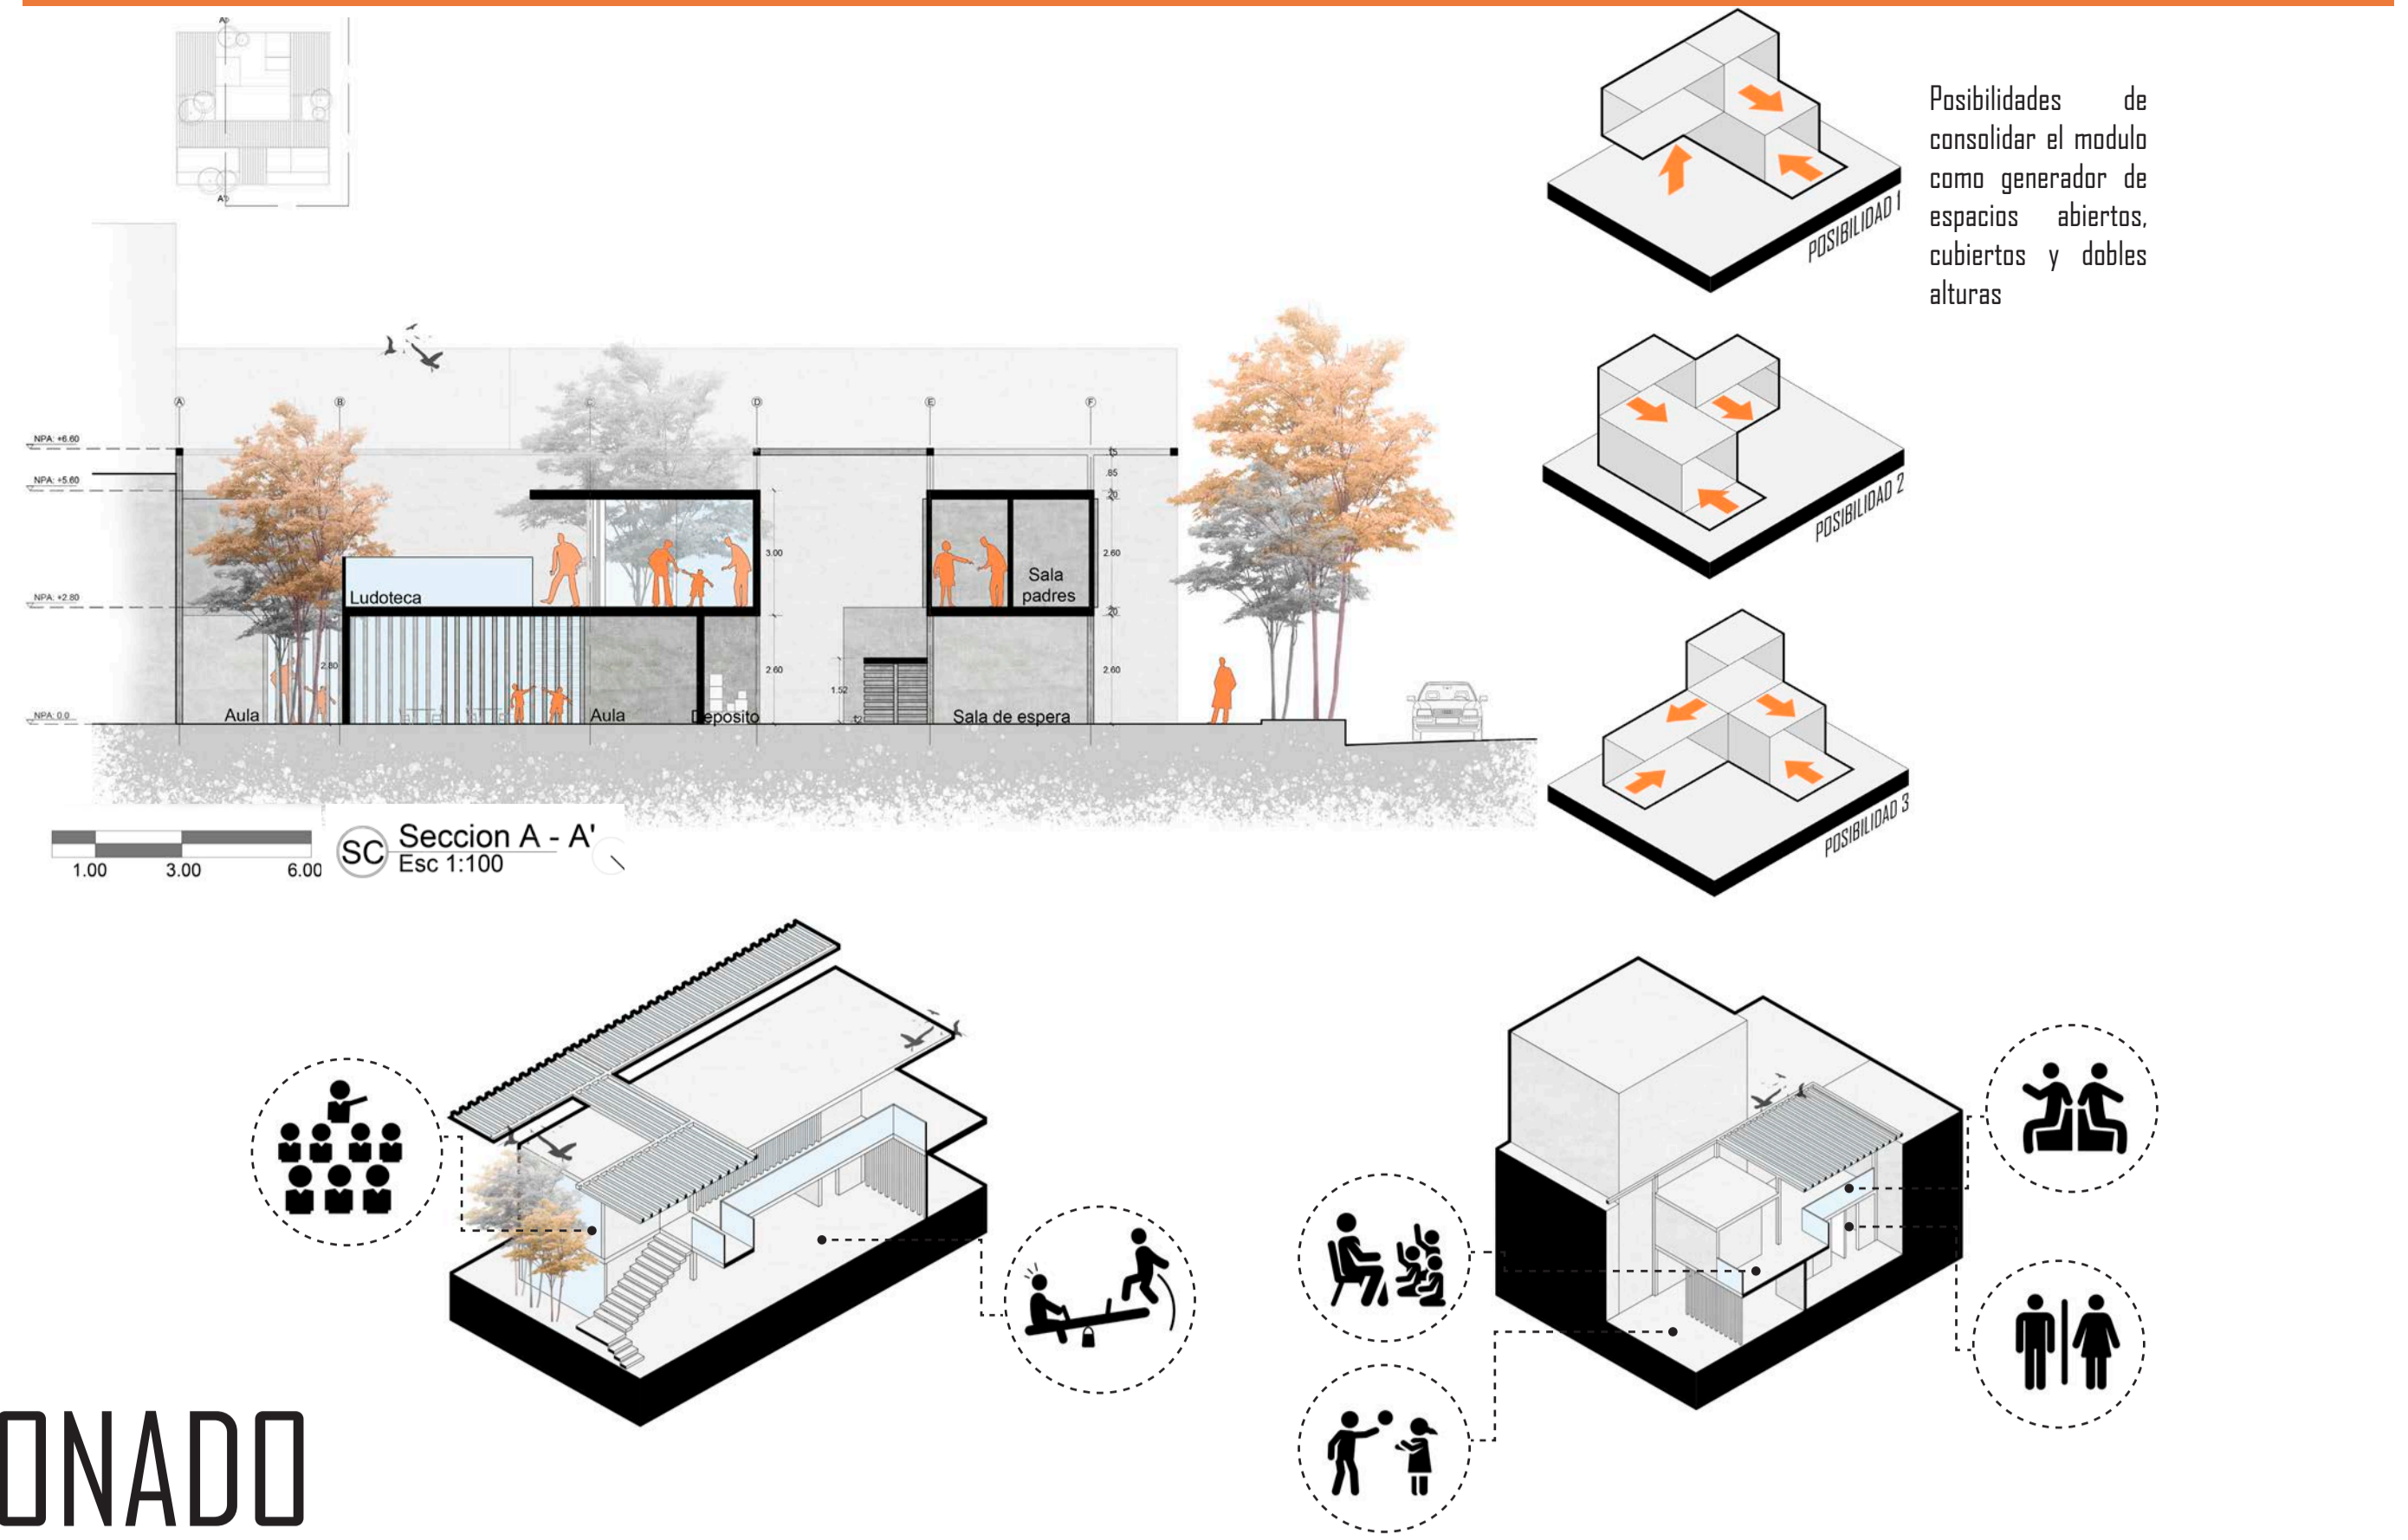 A'
Posibilidades de
consolidar el modulo
como generador de
espacios abiertos,
cubiertos y dobles
alturas
POSIBILIDAD 1
A'
A B C D E F
NPA: +6.60
15
.85
NPA: +5.60
20
POSIBILIDAD 2
3.00
2.60
Sala
padres
NPA: +2.80
Ludoteca
20
2.80
2.60
2.60
1.52
NPA: 0.0
Aula
Aula
Deposito
Sala de espera
POSIBILIDAD 3
1.00 3.00 6.00
SC
Seccion A - A'
Esc 1:100
ONADO